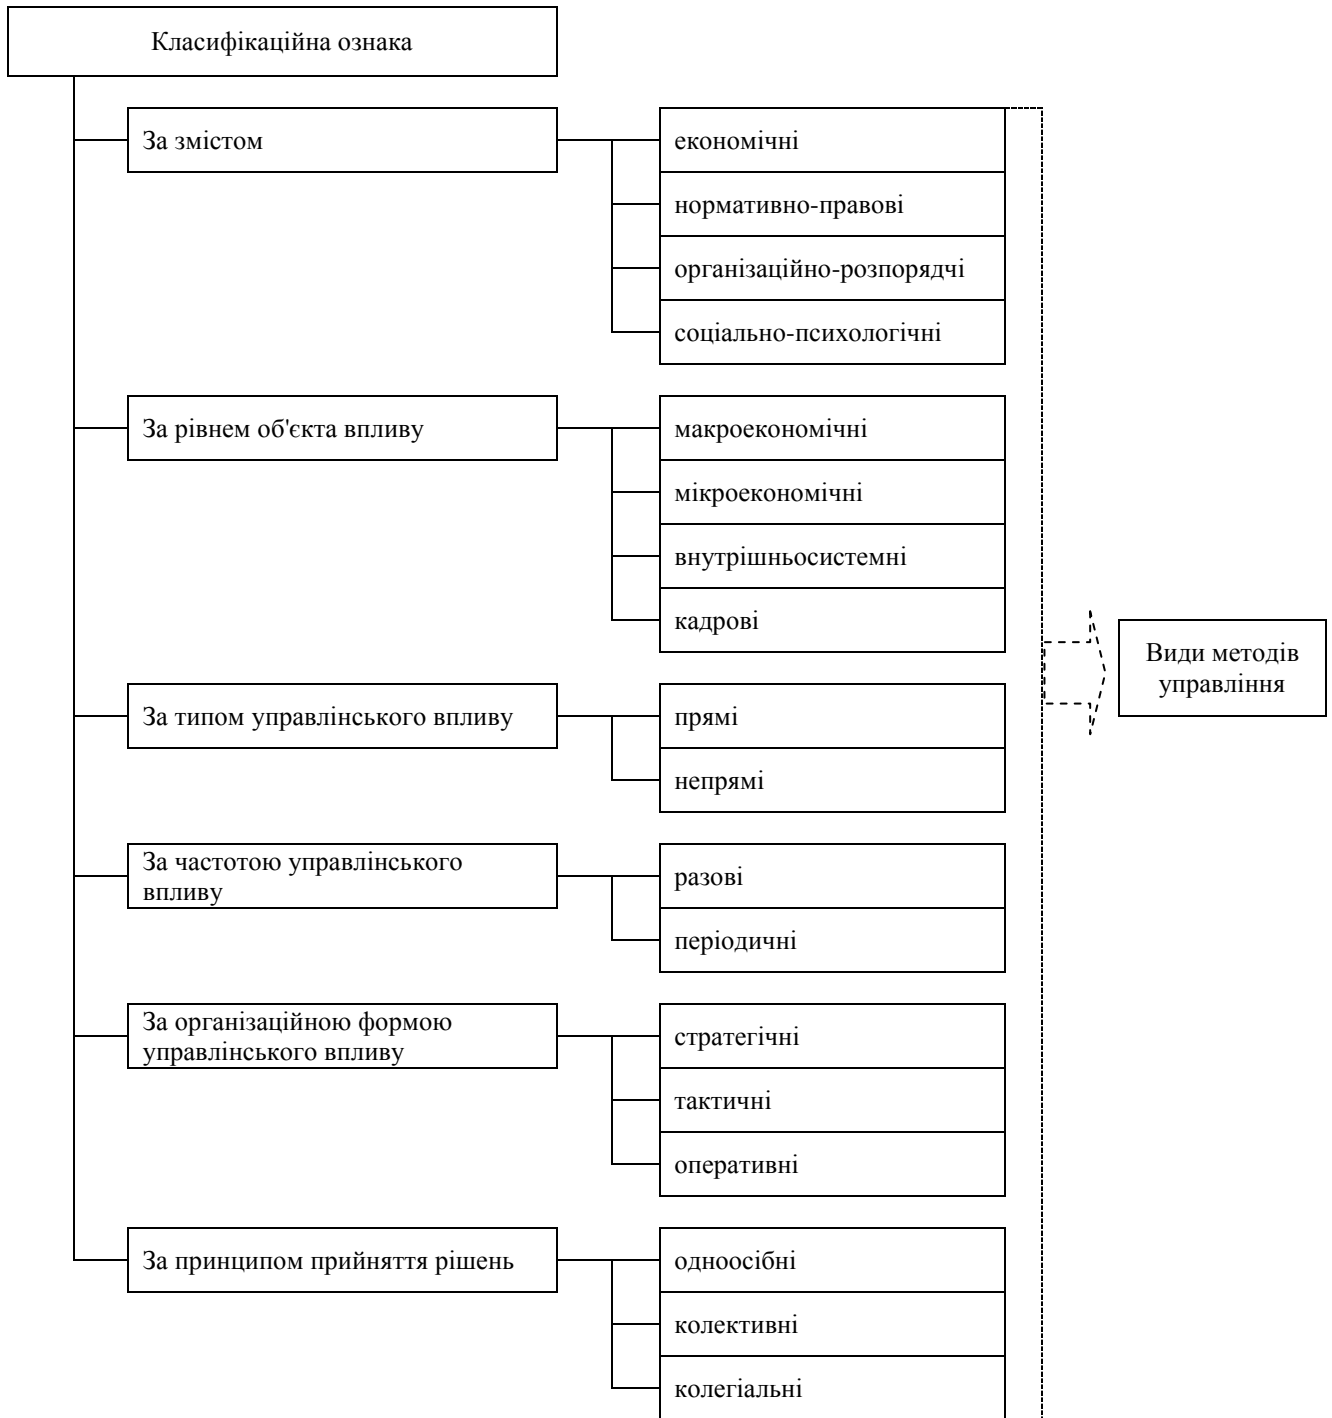 Класифікаційна ознака
За змістом
економічні
нормативно-правові
організаційно-розпорядчі
соціально-психологічні
За рівнем об'єкта впливу
макроекономічні
мікроекономічні
внутрішньосистемні
кадрові
Види методів
управління
За типом управлінського впливу
прямі
непрямі
За частотою управлінського
впливу
разові
періодичні
За організаційною формою
управлінського впливу
стратегічні
тактичні
оперативні
За принципом прийняття рішень
одноосібні
колективні
колегіальні